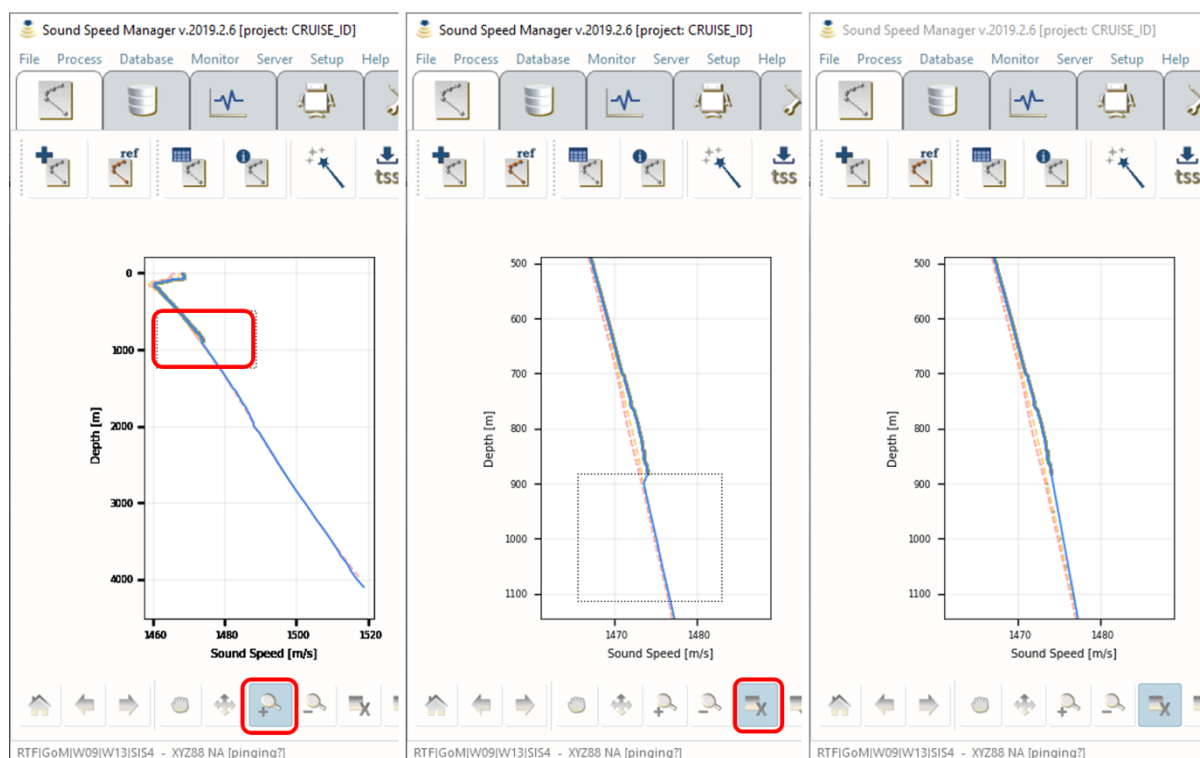 Sound Speed Manager v.2019.2.6 [project: CRUISE_ID]
File Process Database Monitor Server Setup Help
ref
i
tss
0
1000
2000
3000
4000
Depth [m]
1460 1480 1500 1520
Sound Speed [m/s]
X
RTF|GoM|W09|W13|SIS4 - XYZ88 NA [pinging?]
Sound Speed Manager v.2019.2.6 [project: CRUISE_ID]
File Process Database Monitor Server Setup Help
ref
i
tss
500
600
700
800
900
1000
1100
Depth [m]
1470 1480
Sound Speed [m/s]
X
RTF|GoM|W09|W13|SIS4 - XYZ88 NA [pinging?]
Sound Speed Manager v.2019.2.6 [project: CRUISE_ID]
File Process Database Monitor Server Setup Help
ref
i
tss
500
600
700
800
900
1000
1100
Depth [m]
1470 1480
Sound Speed [m/s]
X
RTF|GoM|W09|W13|SIS4 - XYZ88 NA [pinging?]